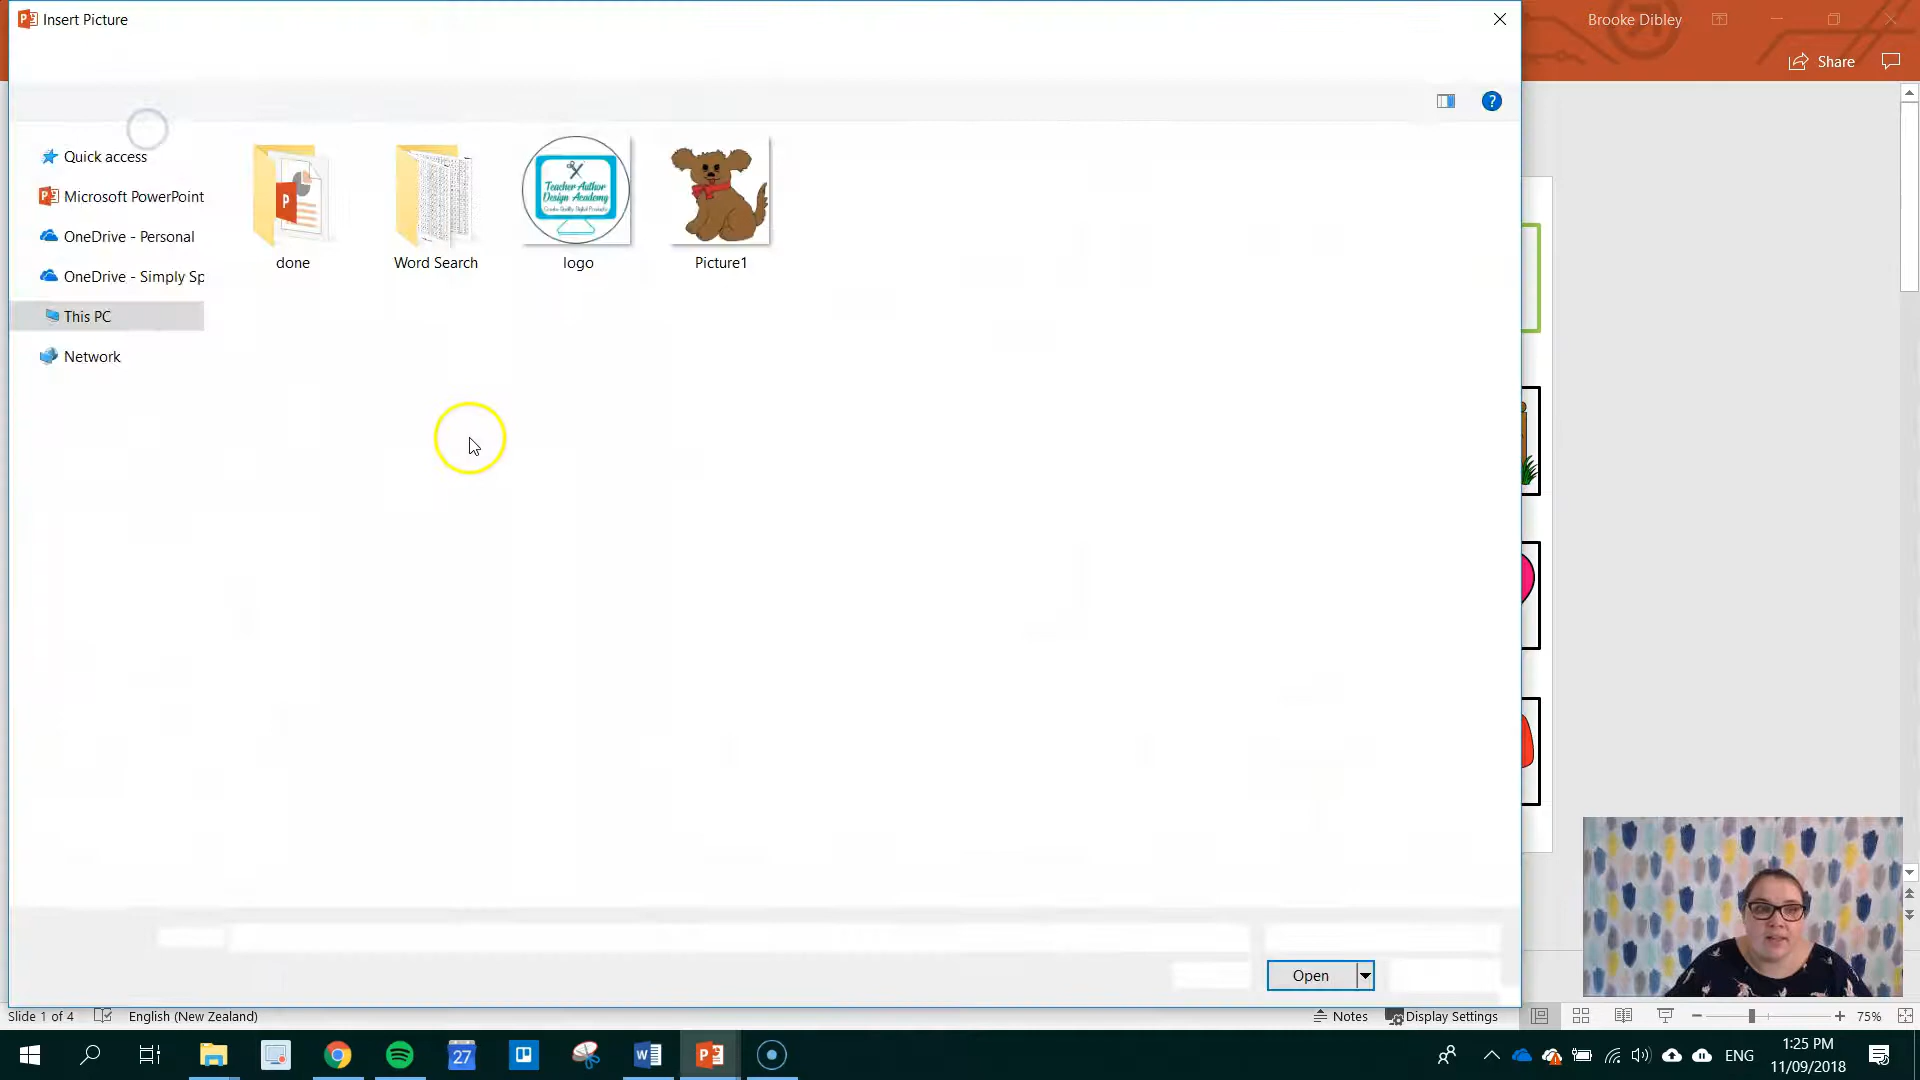 Insert Picture
Brooke Dibley
Share
Quick access
Microsoft PowerPoint
OneDrive - Personal
OneDrive - Simply Sp
This PC
Network
done
Word Search
Teacher Author
Design Academy
logo
Picture1
Open
Slide 1 of 4
English (New Zealand)
Notes
Display Settings
75%
27
ENG
1:25 PM
11/09/2018